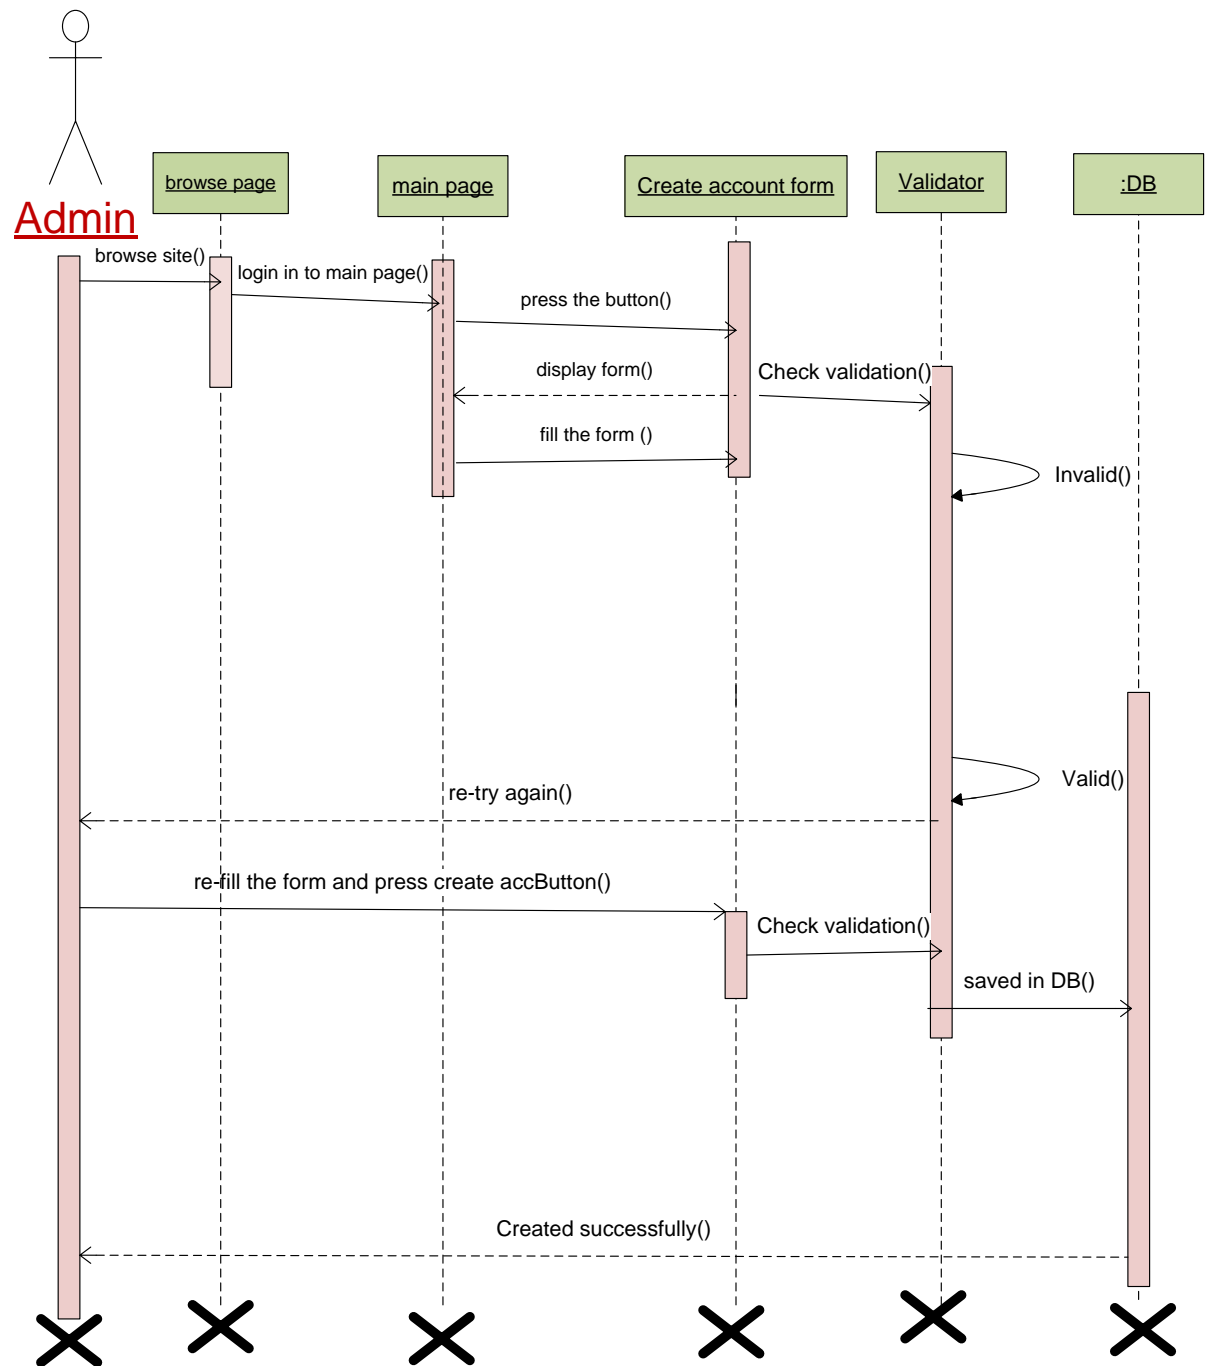 browse page
main page
Create account form
Validator
:DB
Admin
browse site()
login in to main page()
press the button()
display form()
Check validation()
fill the form ()
Invalid()
Valid()
re-try again()
re-fill the form and press create accButton()
Check validation()
saved in DB()
Created successfully()